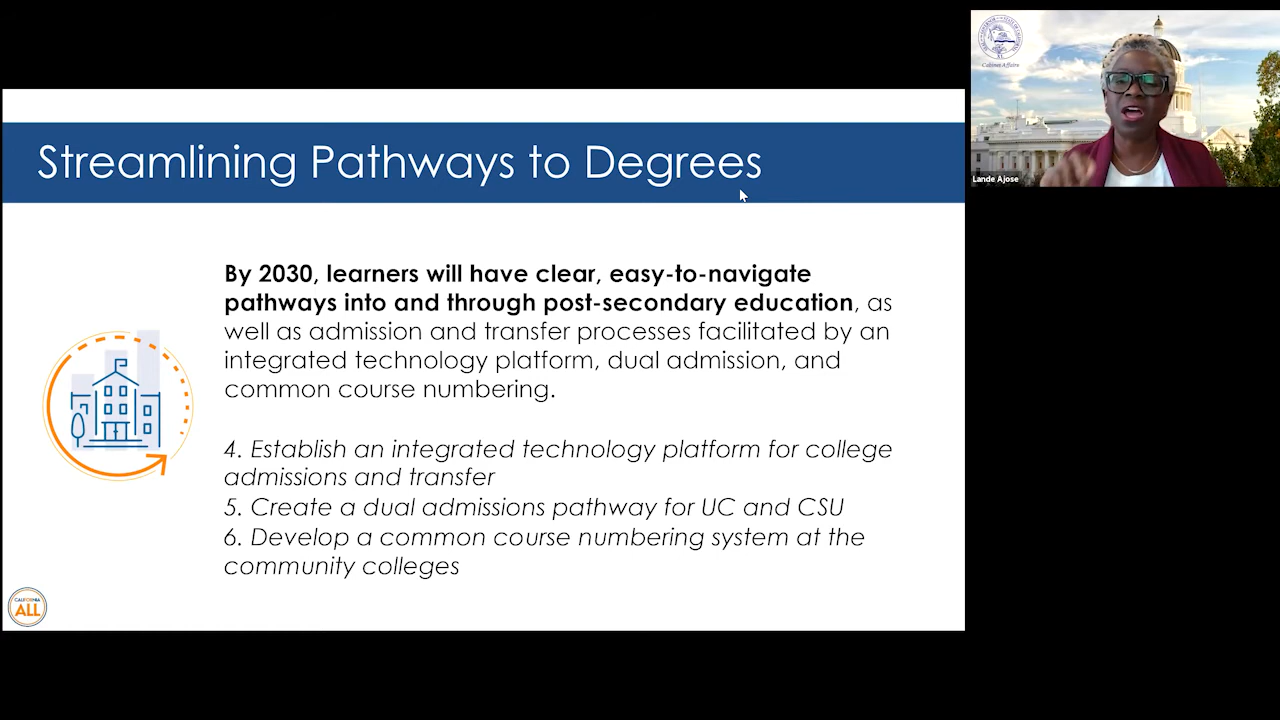 Streamlining Pathways to Degrees
By 2030, learners will have clear, easy-to-navigate
pathways into and through post-secondary education, as
well as admission and transfer processes facilitated by an
integrated technology platform, dual admission, and
common course numbering.
4. Establish an integrated technology platform for college
admissions and transfer
5. Create a dual admissions pathway for UC and CSU
6. Develop a common course numbering system at the
community colleges
CALIFORNIA
ALL
Cabinet Affairs
Lande Ajose